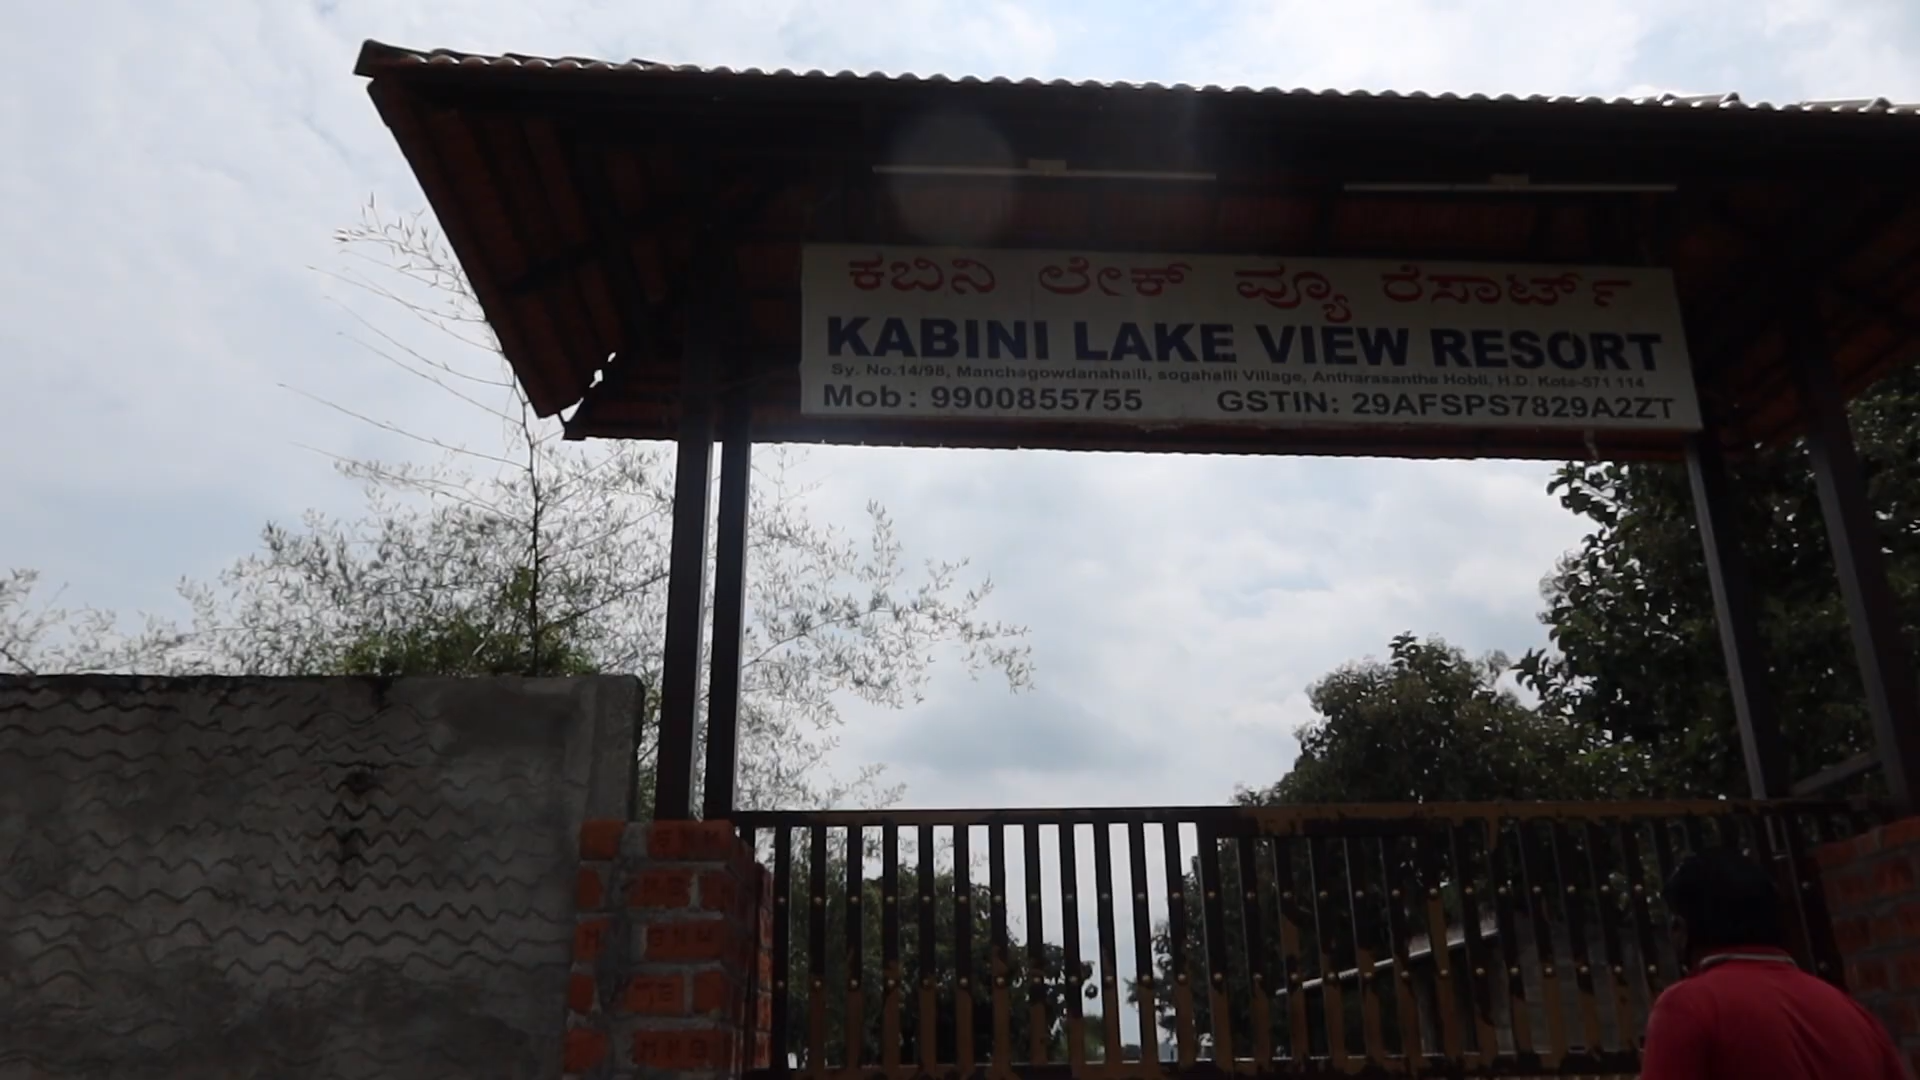 ಕಬಿನಿ ಲೇಕ್ ವ್ಯೂ ರೆಸಾರ್ಟ್
KABINI LAKE VIEW RESORT
Sy. No.14/98, Manchegowdanahalli, sogahalli Village, Antharasanthe Hobli, H.D. Kote-571 114
Mob: 9900855755 GSTIN: 29AFSPS7829A2ZT